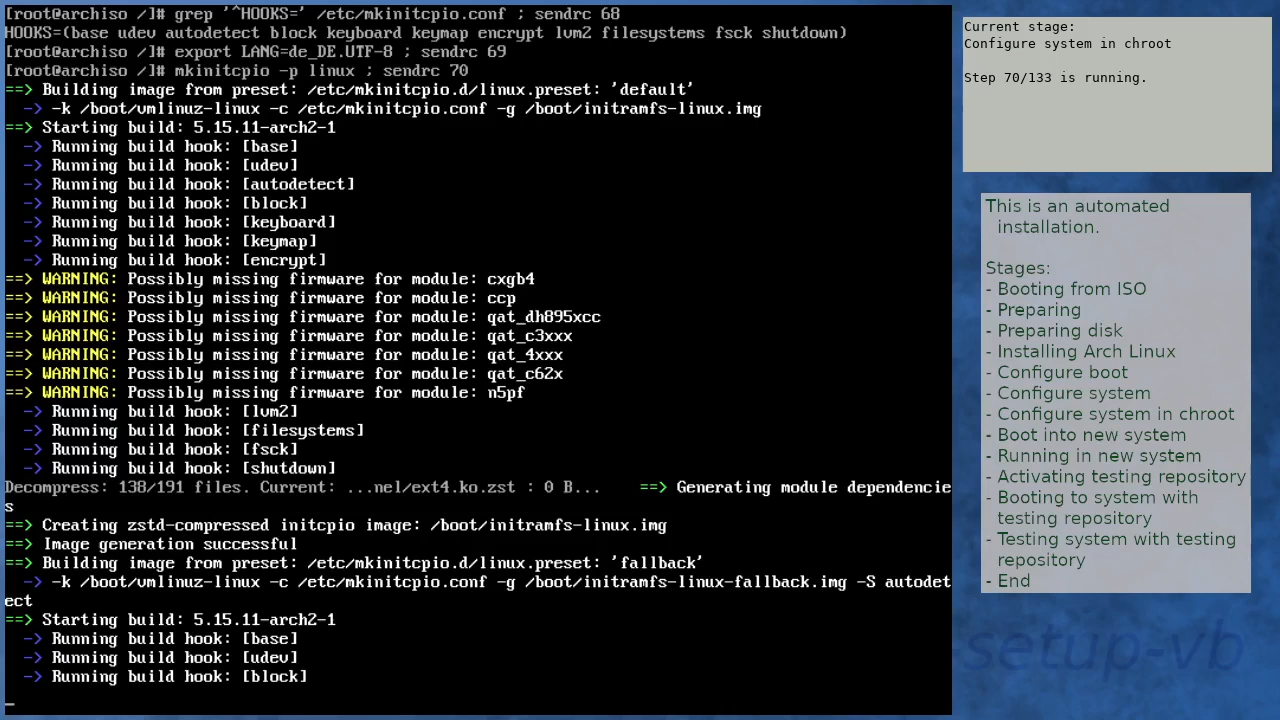 [root@archiso /]# grep '^HOOKS=' /etc/mkinitcpio.conf ; sendrc 68
HOOKS=(base udev autodetect block keyboard keymap encrypt lvm2 filesystems fsck shutdown)
[root@archiso /]# export LANG=de_DE.UTF-8 ; sendrc 69
[root@archiso /]# mkinitcpio -p linux ; sendrc 70
==> Building image from preset: /etc/mkinitcpio.d/linux.preset: 'default'
  -> -k /boot/vmlinuz-linux -c /etc/mkinitcpio.conf -g /boot/initramfs-linux.img
==> Starting build: 5.15.11-arch2-1
  -> Running build hook: [base]
  -> Running build hook: [udev]
  -> Running build hook: [autodetect]
  -> Running build hook: [block]
  -> Running build hook: [keyboard]
  -> Running build hook: [keymap]
  -> Running build hook: [encrypt]
==> WARNING: Possibly missing firmware for module: cxgb4
==> WARNING: Possibly missing firmware for module: ccp
==> WARNING: Possibly missing firmware for module: qat_dh895xcc
==> WARNING: Possibly missing firmware for module: qat_c3xxx
==> WARNING: Possibly missing firmware for module: qat_4xxx
==> WARNING: Possibly missing firmware for module: qat_c62x
==> WARNING: Possibly missing firmware for module: n5pf
  -> Running build hook: [lvm2]
  -> Running build hook: [filesystems]
  -> Running build hook: [fsck]
  -> Running build hook: [shutdown]
Decompress: 138/191 files. Current: ...nel/ext4.ko.zst : 0 B...    ==> Generating module dependencie
s
==> Creating zstd-compressed initcpio image: /boot/initramfs-linux.img
==> Image generation successful
==> Building image from preset: /etc/mkinitcpio.d/linux.preset: 'fallback'
  -> -k /boot/vmlinuz-linux -c /etc/mkinitcpio.conf -g /boot/initramfs-linux-fallback.img -S autodet
ect
==> Starting build: 5.15.11-arch2-1
  -> Running build hook: [base]
  -> Running build hook: [udev]
  -> Running build hook: [block]
_
Current stage:
Configure system in chroot
Step 70/133 is running.
This is an automated
installation.
Stages:
- Booting from ISO
- Preparing
- Preparing disk
- Installing Arch Linux
- Configure boot
- Configure system
- Configure system in chroot
- Boot into new system
- Running in new system
- Activating testing repository
- Booting to system with
testing repository
- Testing system with testing
repository
- End
-setup-vb